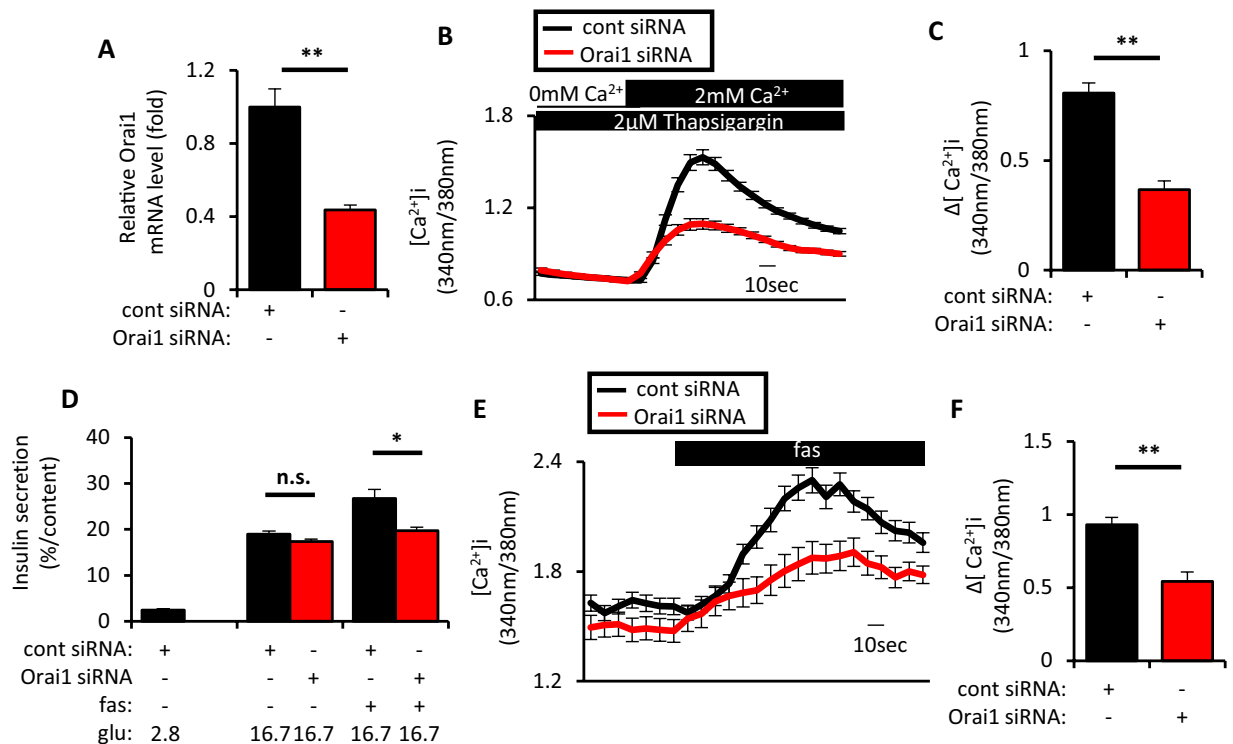 A
**
1.2
1.0
0.4
0
Relative Orai1
mRNA level (fold)
cont siRNA: + -
Orai1 siRNA: - +
B
cont siRNA
Orai1 siRNA
0mM Ca²⁺ 2mM Ca²⁺
2μM Thapsigargin
1.8
1.2
0.6
[Ca²⁺]i
(340nm/380nm)
10sec
C
**
1
0.5
0
Δ[ Ca²⁺]i
(340nm/380nm)
cont siRNA: + -
Orai1 siRNA: - +
D
40
30
20
10
0
Insulin secretion
(%/content)
n.s.
*
cont siRNA: + + - + -
Orai1 siRNA - - + - +
fas: - - - + +
glu: 2.8 16.7 16.7 16.7 16.7
E
cont siRNA
Orai1 siRNA
fas
2.4
1.8
1.2
[Ca²⁺]i
(340nm/380nm)
10sec
F
**
1.5
1
0.5
0
Δ[ Ca²⁺]i
(340nm/380nm)
cont siRNA: + -
Orai1 siRNA: - +